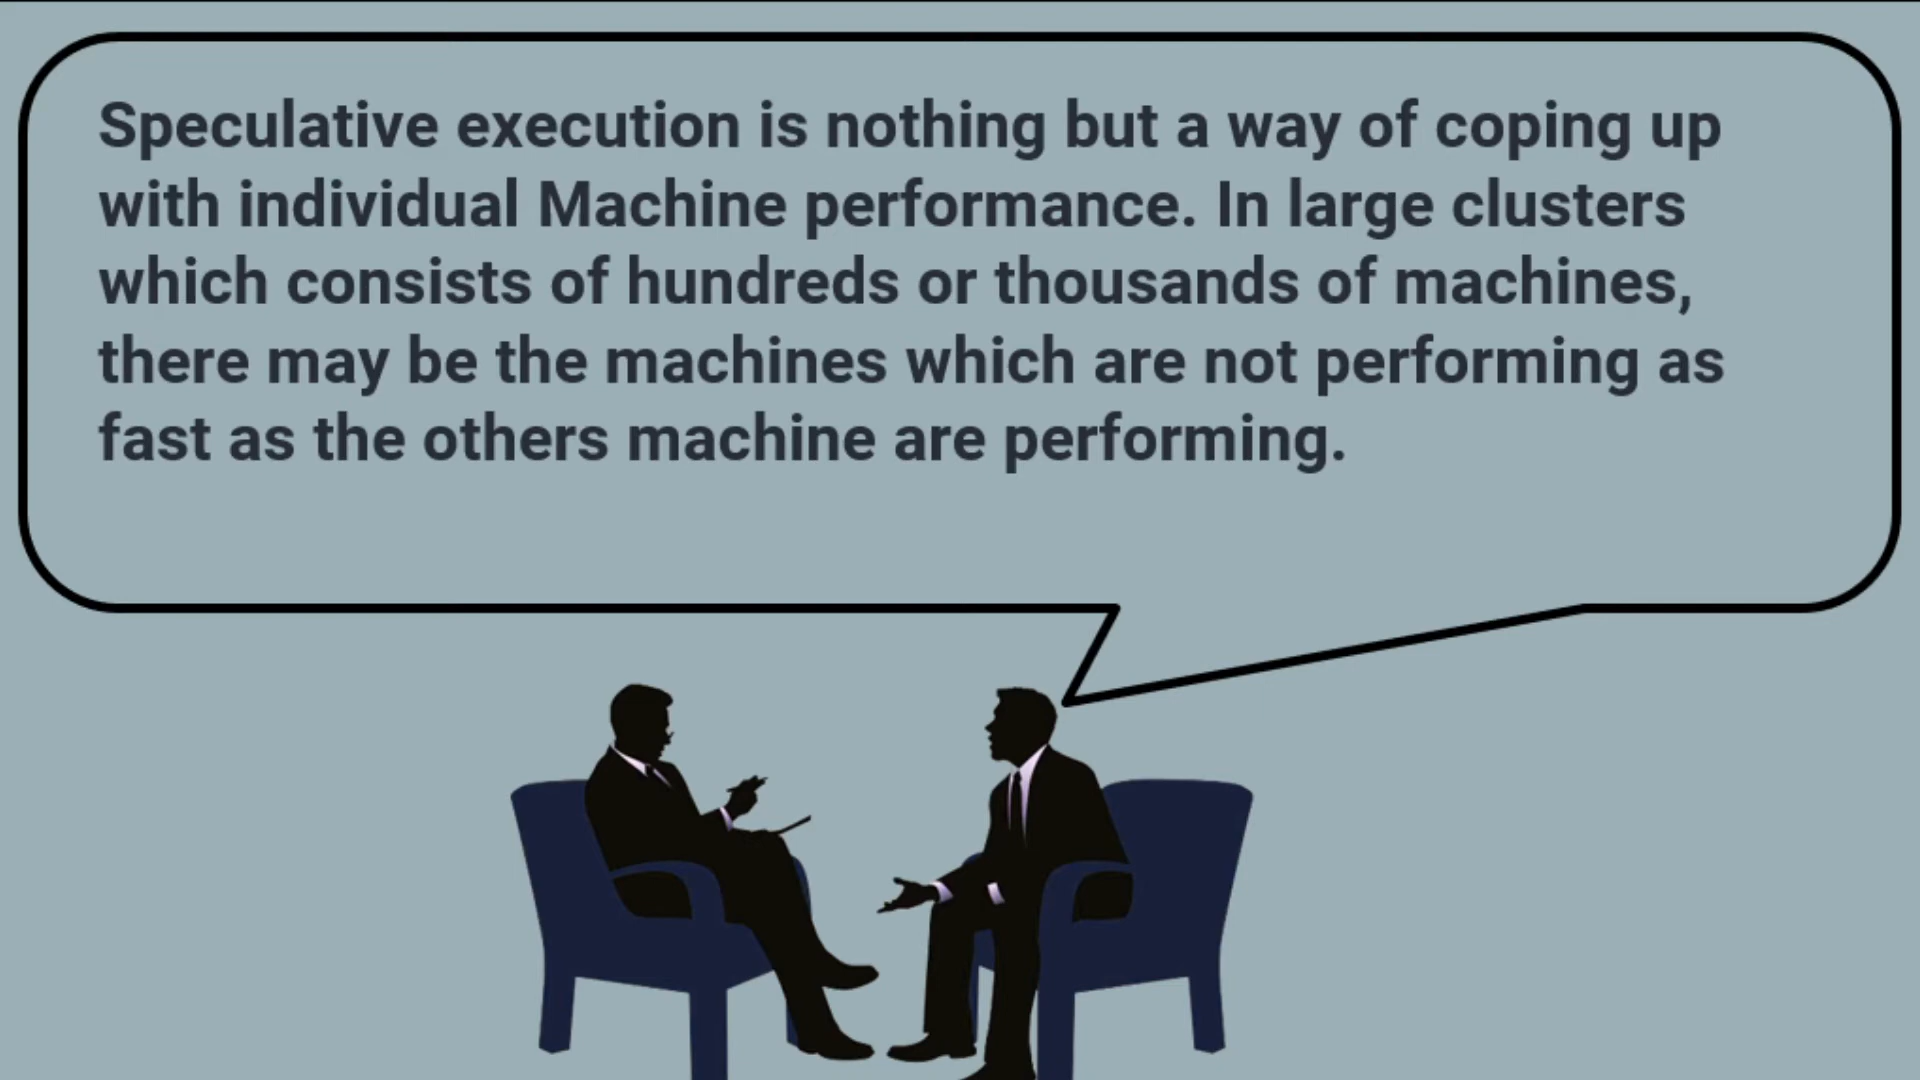 Speculative execution is nothing but a way of coping up
with individual Machine performance. In large clusters
which consists of hundreds or thousands of machines,
there may be the machines which are not performing as
fast as the others machine are performing.